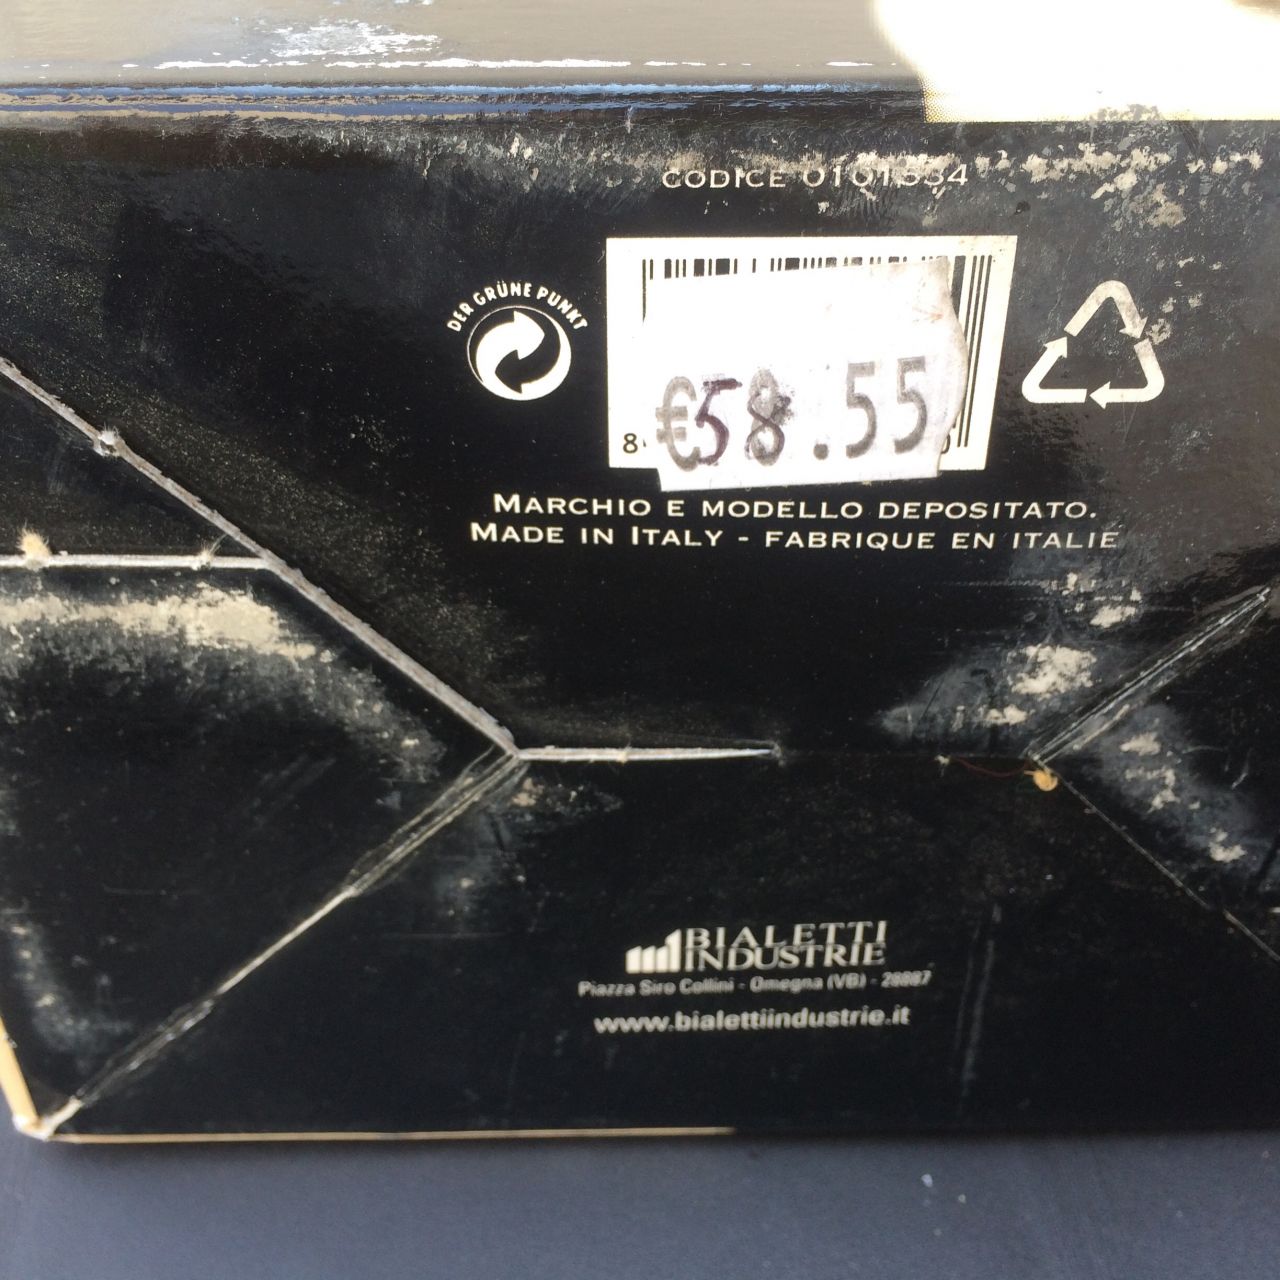 CODICE 0101534
DER GRÜNE PUNKT
€58.55
8
MARCHIO E MODELLO DEPOSITATO.
MADE IN ITALY - FABRIQUE EN ITALIE
BIALETTI
INDUSTRIE
Piazza Siro Collini - Omegna (VB) - 28887
www.bialettiindustrie.it